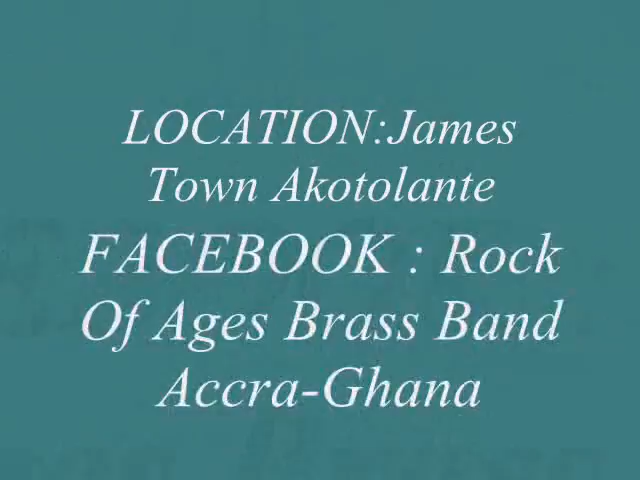 LOCATION:James
Town Akotolante
FACEBOOK : Rock
Of Ages Brass Band
Accra-Ghana